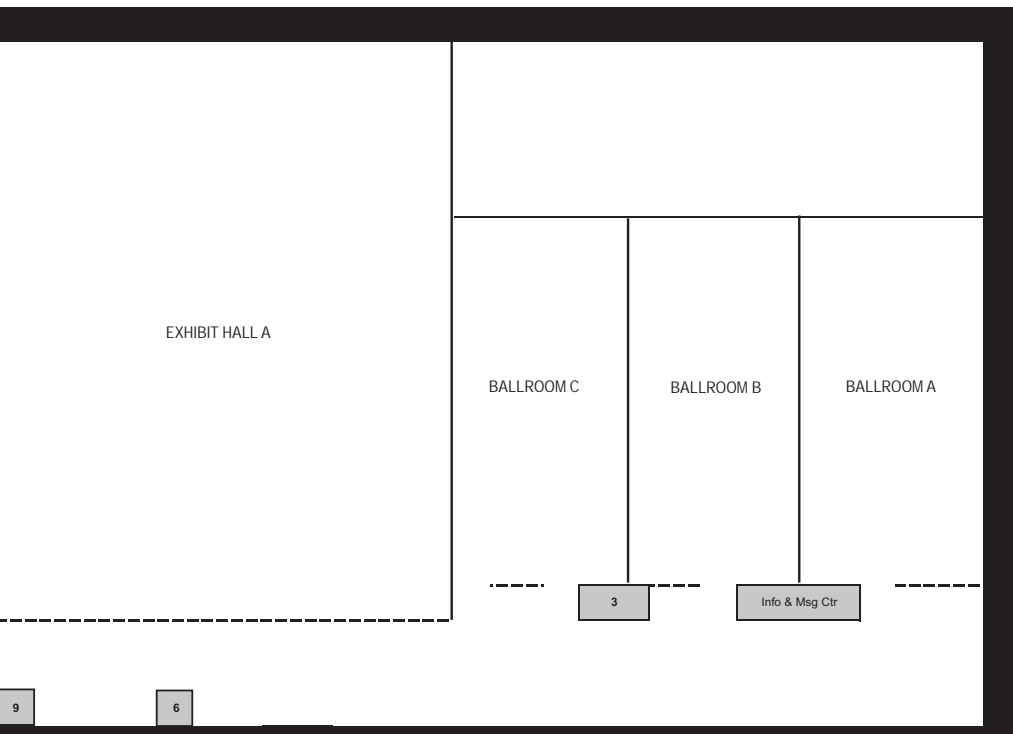 EXHIBIT HALL A
BALLROOM C
BALLROOM B
BALLROOM A
3
Info & Msg Ctr
9
6